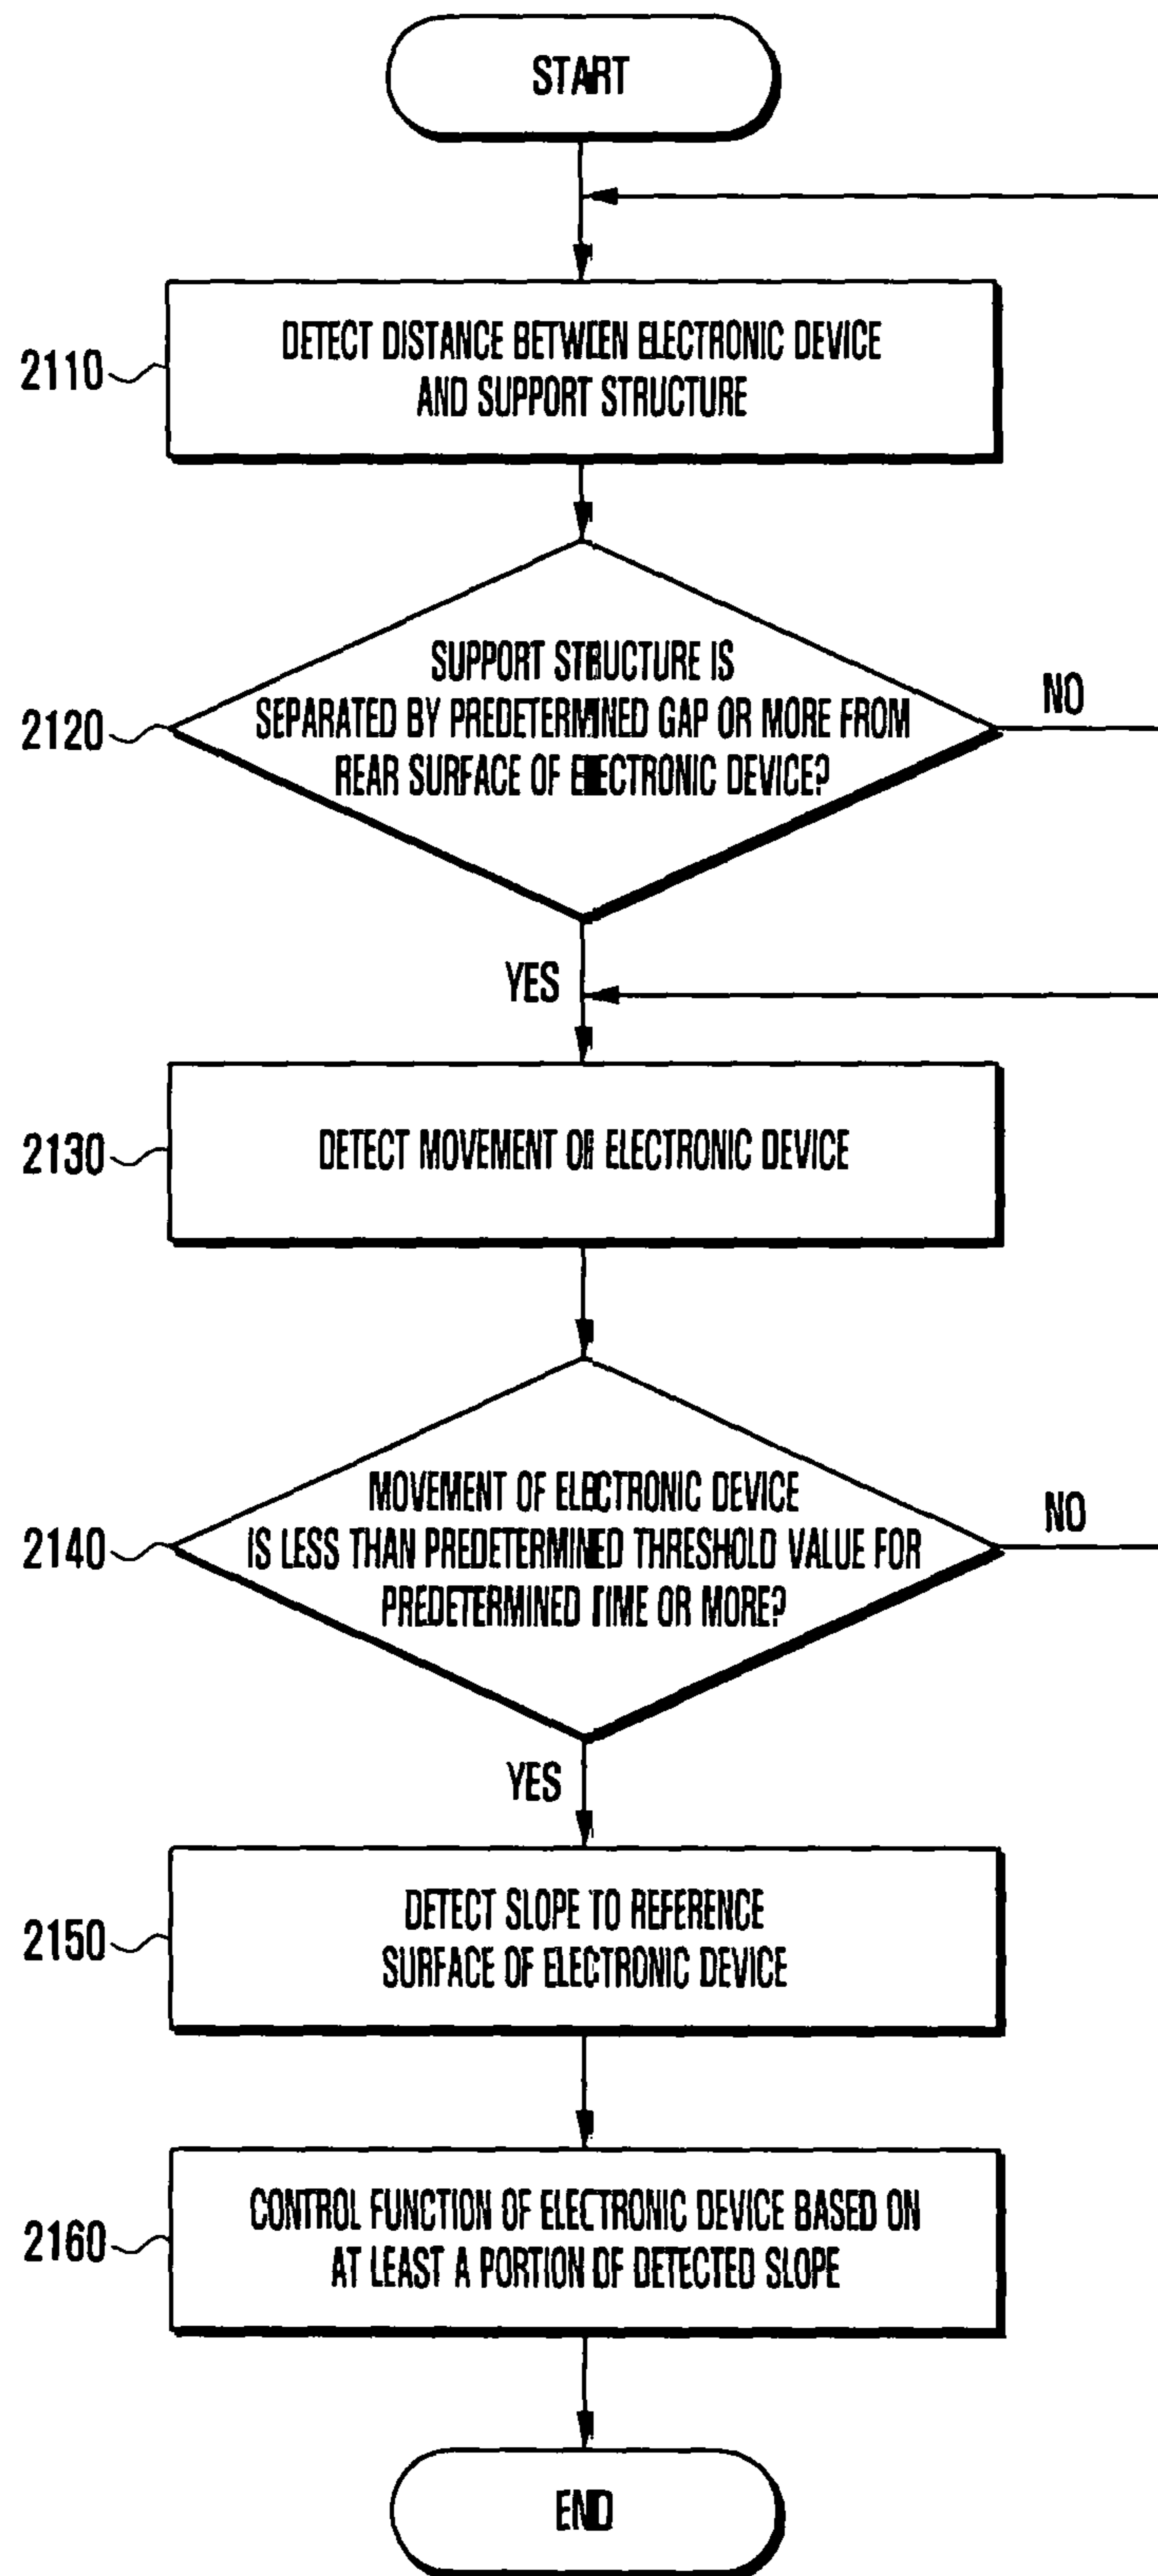 START
DETECT DISTANCE BETWEEN ELECTRONIC DEVICE
AND SUPPORT STRUCTURE
2110
SUPPORT STRUCTURE IS
SEPARATED BY PREDETERMINED GAP OR MORE FROM
REAR SURFACE OF ELECTRONIC DEVICE?
2120
NO
YES
DETECT MOVEMENT OF ELECTRONIC DEVICE
2130
MOVEMENT OF ELECTRONIC DEVICE
IS LESS THAN PREDETERMINED THRESHOLD VALUE FOR
PREDETERMINED TIME OR MORE?
2140
NO
YES
DETECT SLOPE TO REFERENCE
SURFACE OF ELECTRONIC DEVICE
2150
CONTROL FUNCTION OF ELECTRONIC DEVICE BASED ON
AT LEAST A PORTION OF DETECTED SLOPE
2160
END